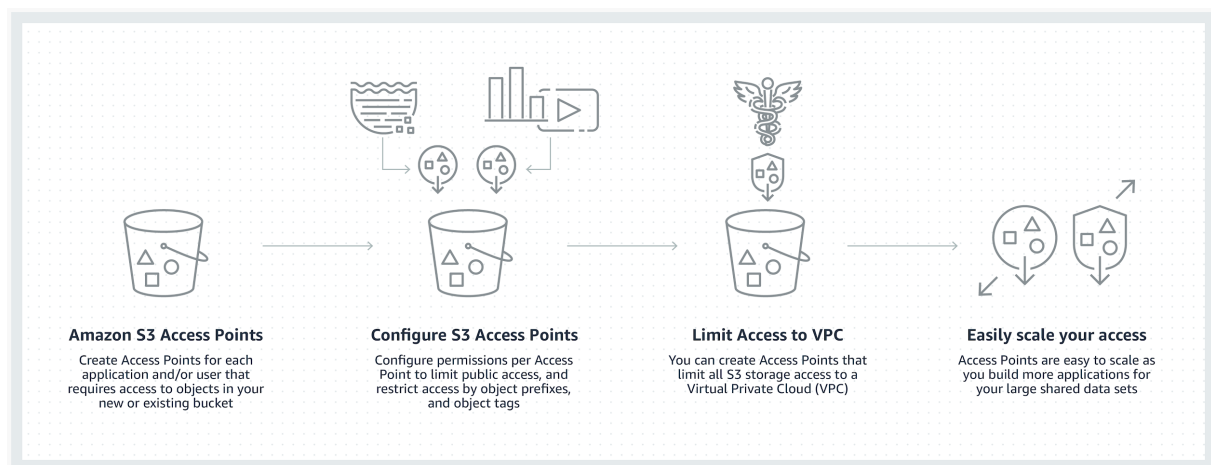 Amazon S3 Access Points
Create Access Points for each
application and/or user that
requires access to objects in your
new or existing bucket
Configure S3 Access Points
Configure permissions per Access
Point to limit public access, and
restrict access by object prefixes,
and object tags
Limit Access to VPC
You can create Access Points that
limit all S3 storage access to a
Virtual Private Cloud (VPC)
Easily scale your access
Access Points are easy to scale as
you build more applications for
your large shared data sets